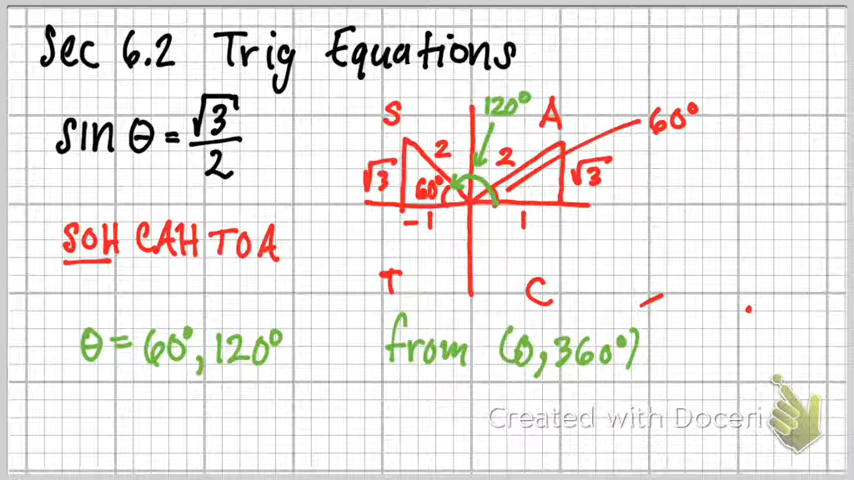 Sec 6.2 Trig Equations
sin θ = √3/2
S
120°
A
60°
√3
2
60°
2
√3
-1
1
SOH CAH TOA
T
C
θ = 60°, 120°
from (0, 360°)
Created with Doceri